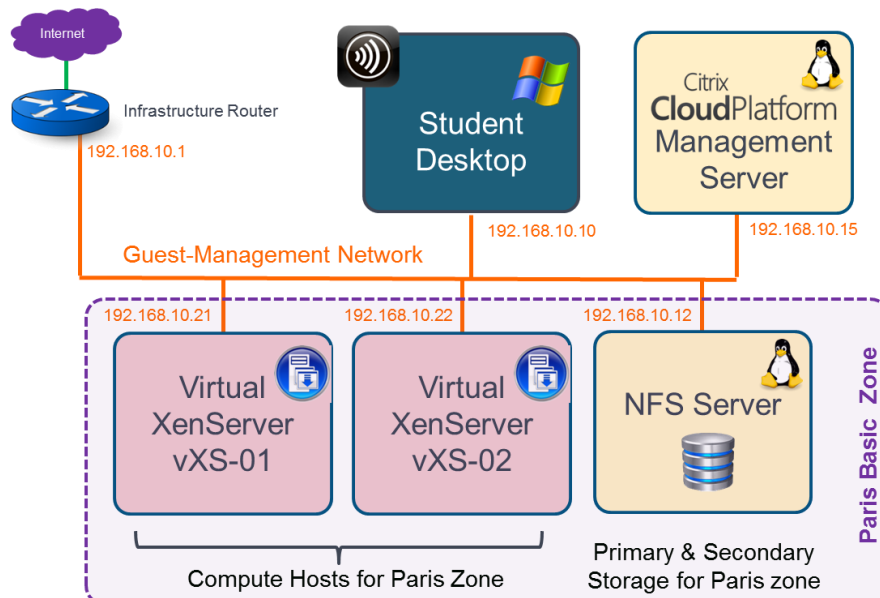 Internet
Infrastructure Router
192.168.10.1
Student
Desktop
192.168.10.10
Citrix
CloudPlatform
Management
Server
192.168.10.15
Guest-Management Network
192.168.10.21
192.168.10.22
192.168.10.12
Virtual
XenServer
vXS-01
Virtual
XenServer
vXS-02
NFS Server
Paris Basic Zone
Compute Hosts for Paris Zone
Primary & Secondary
Storage for Paris zone